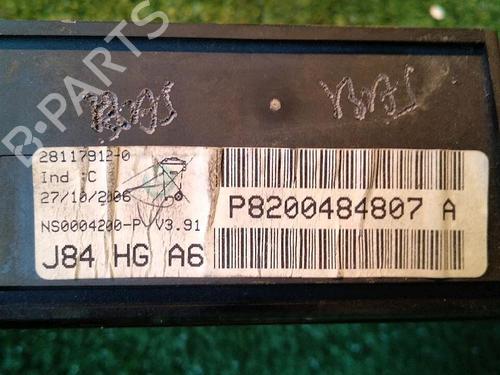 B-PARTS
28117912-0
Ind :C
27/10/2006
NS0004200-P V3.91
J84 HG A6
P8200484807 A